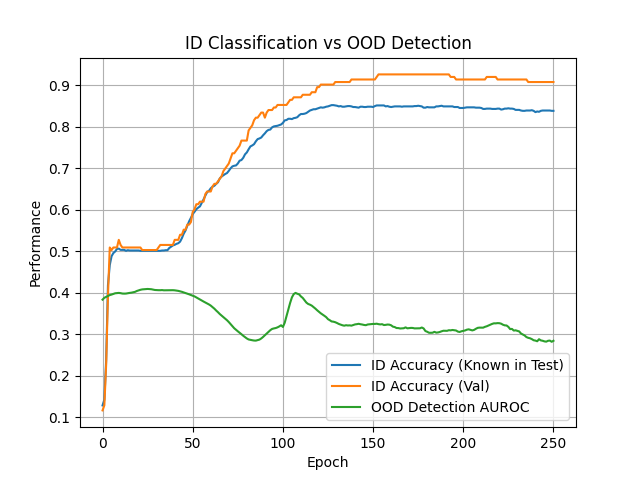 ID Classification vs OOD Detection
Performance
0.9
0.8
0.7
0.6
0.5
0.4
0.3
0.2
0.1
ID Accuracy (Known in Test)
ID Accuracy (Val)
OOD Detection AUROC
0 50 100 150 200 250
Epoch